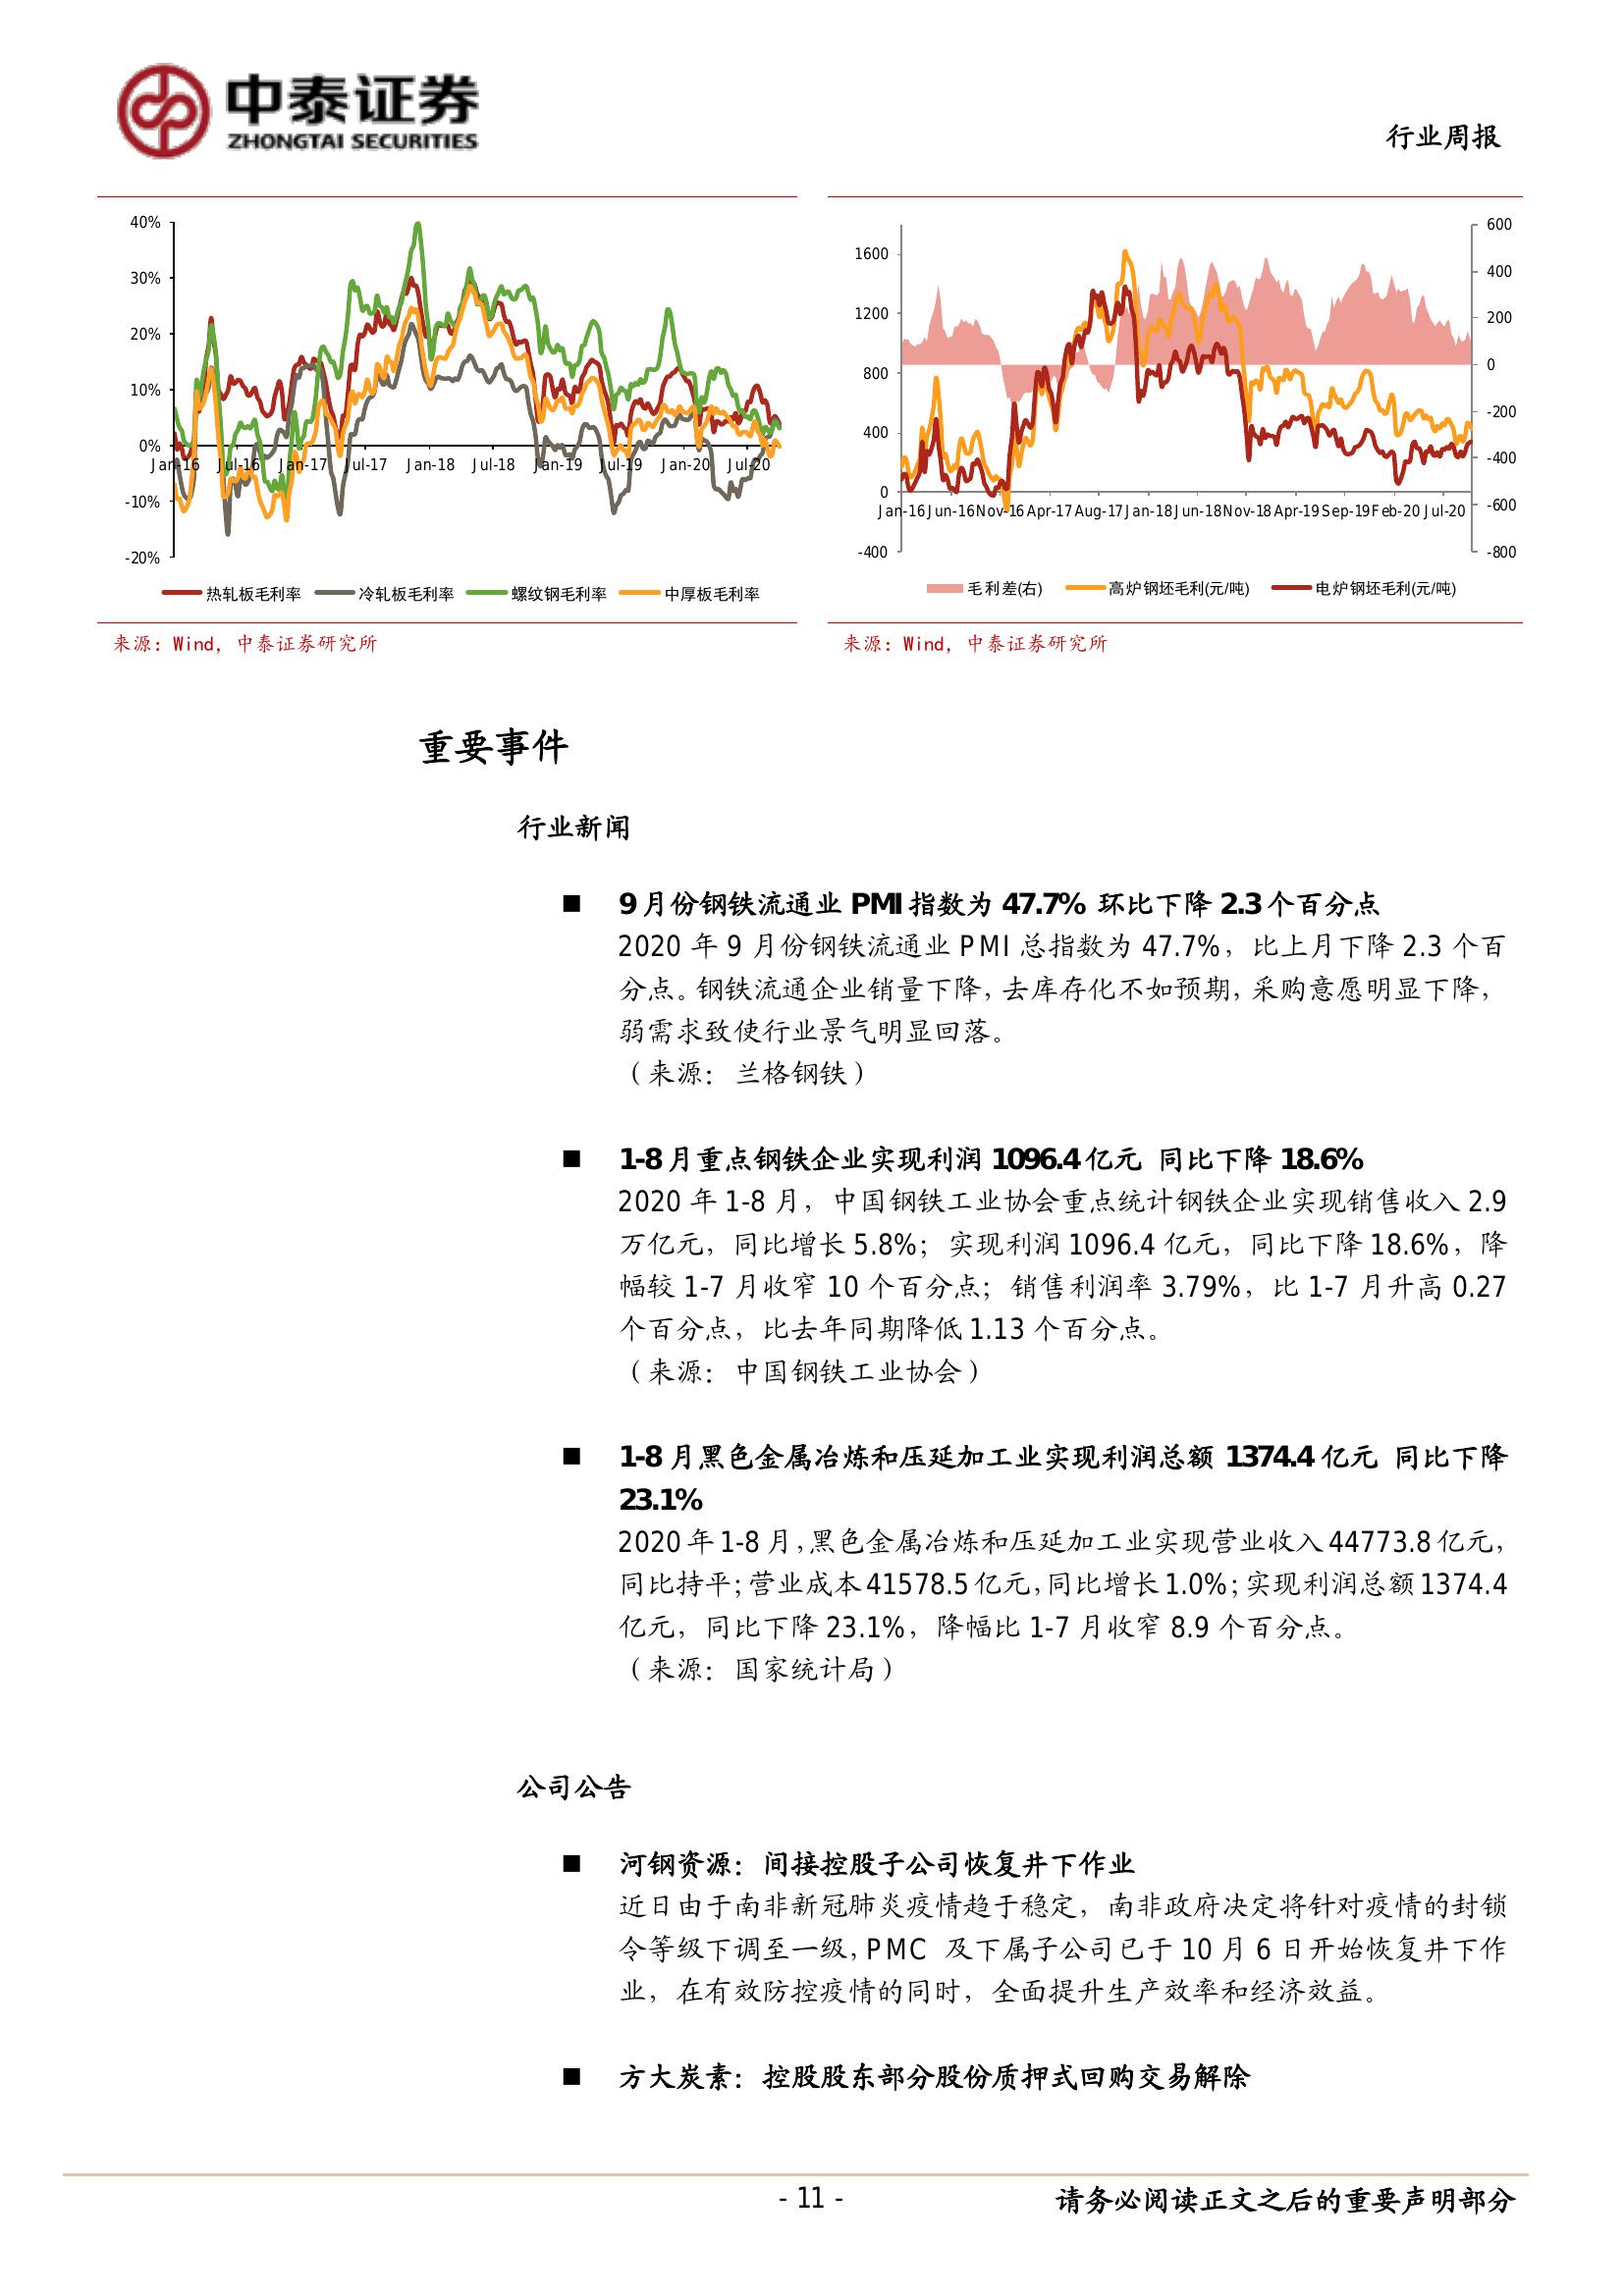 中泰证券
ZHONGTAI SECURITIES
行业周报
40%
30%
20%
10%
0%
-10%
-20%
Jan-16 Jul-16 Jan-17 Jul-17 Jan-18 Jul-18 Jan-19 Jul-19 Jan-20 Jul-20
热轧板毛利率 冷轧板毛利率 螺纹钢毛利率 中厚板毛利率
1600
1200
800
400
0
-400
600
400
200
0
-200
-400
-600
-800
Jan-16 Jun-16 Nov-16 Apr-17 Aug-17 Jan-18 Jun-18 Nov-18 Apr-19 Sep-19 Feb-20 Jul-20
毛利差(右) 高炉钢坯毛利(元/吨) 电炉钢坯毛利(元/吨)
来源：Wind，中泰证券研究所
来源：Wind，中泰证券研究所
重要事件
行业新闻
■ 9月份钢铁流通业 PMI 指数为 47.7% 环比下降 2.3 个百分点
2020 年 9 月份钢铁流通业 PMI 总指数为 47.7%，比上月下降 2.3 个百
分点。钢铁流通企业销量下降，去库存化不如预期，采购意愿明显下降，
弱需求致使行业景气明显回落。
（来源：兰格钢铁）
■ 1-8 月重点钢铁企业实现利润 1096.4 亿元 同比下降 18.6%
2020 年 1-8 月，中国钢铁工业协会重点统计钢铁企业实现销售收入 2.9
万亿元，同比增长 5.8%；实现利润 1096.4 亿元，同比下降 18.6%，降
幅较 1-7 月收窄 10 个百分点；销售利润率 3.79%，比 1-7 月升高 0.27
个百分点，比去年同期降低 1.13 个百分点。
（来源：中国钢铁工业协会）
■ 1-8 月黑色金属冶炼和压延加工业实现利润总额 1374.4 亿元 同比下降
23.1%
2020 年 1-8 月，黑色金属冶炼和压延加工业实现营业收入 44773.8 亿元，
同比持平；营业成本 41578.5 亿元，同比增长 1.0%；实现利润总额 1374.4
亿元，同比下降 23.1%，降幅比 1-7 月收窄 8.9 个百分点。
（来源：国家统计局）
公司公告
■ 河钢资源：间接控股子公司恢复井下作业
近日由于南非新冠肺炎疫情趋于稳定，南非政府决定将针对疫情的封锁
令等级下调至一级，PMC 及下属子公司已于 10 月 6 日开始恢复井下作
业，在有效防控疫情的同时，全面提升生产效率和经济效益。
■ 方大炭素：控股股东部分股份质押式回购交易解除
- 11 -
请务必阅读正文之后的重要声明部分